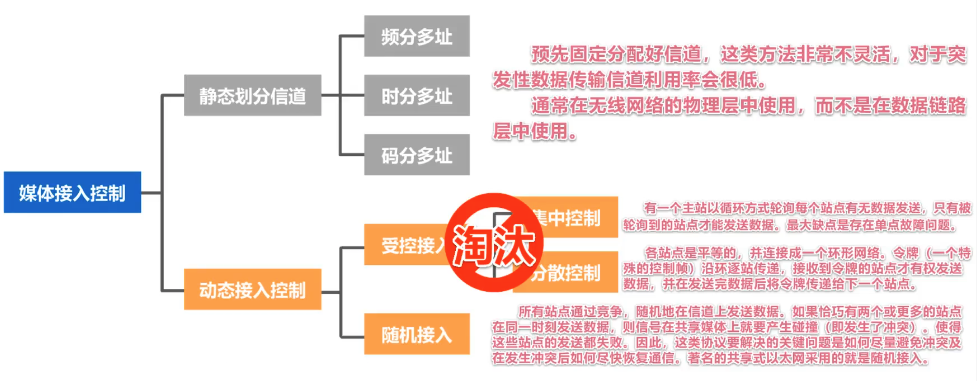 频分多址
预先固定分配好信道，这类方法非常不灵活，对于突
发性数据传输信道利用率会很低。
静态划分信道
时分多址
通常在无线网络的物理层中使用，而不是在数据链路
层中使用。
码分多址
媒体接入控制
集中控制
有一个主站以循环方式轮询每个站点有无数据发送，只有被
轮询到的站点才能发送数据。最大缺点是存在单点故障问题。
受控接入
淘汰
分散控制
各站点是平等的，并连接成一个环形网络。令牌（一个特
殊的控制帧）沿环逐站传递，接收到令牌的站点才有权发送
数据，并在发送完数据后将令牌传递给下一个站点。
动态接入控制
随机接入
所有站点通过竞争，随机地在信道上发送数据。如果恰巧有两个或更多的站点
在同一时刻发送数据，则信号在共享媒体上就要产生碰撞（即发生了冲突）。使得
这些站点的发送都失败。因此，这类协议要解决的关键问题是如何尽量避免冲突及
在发生冲突后如何尽快恢复通信。著名的共享式以太网采用的就是随机接入。